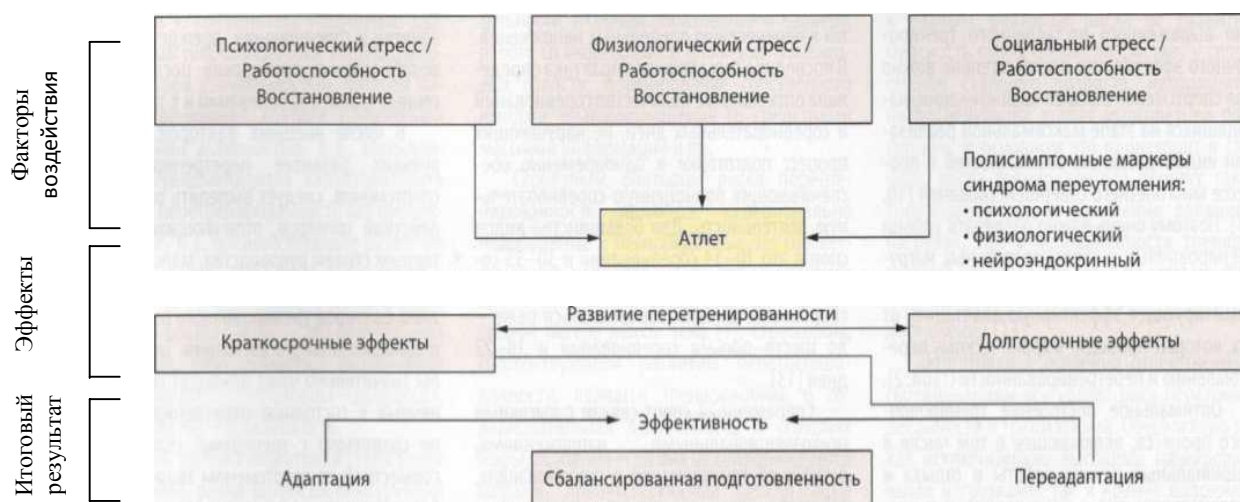 Факторы
воздействия
Психологический стресс /
Работоспособность
Восстановление
Физиологический стресс /
Работоспособность
Восстановление
Социальный стресс /
Работоспособность
Восстановление
Полисимптомные маркеры
синдрома переутомления:
• психологический
• физиологический
• нейроэндокринный
Атлет
Эффекты
Развитие перетренированности
Краткосрочные эффекты
Долгосрочные эффекты
Итоговый
результат
Эффективность
Адаптация
Сбалансированная подготовленность
Переадаптация